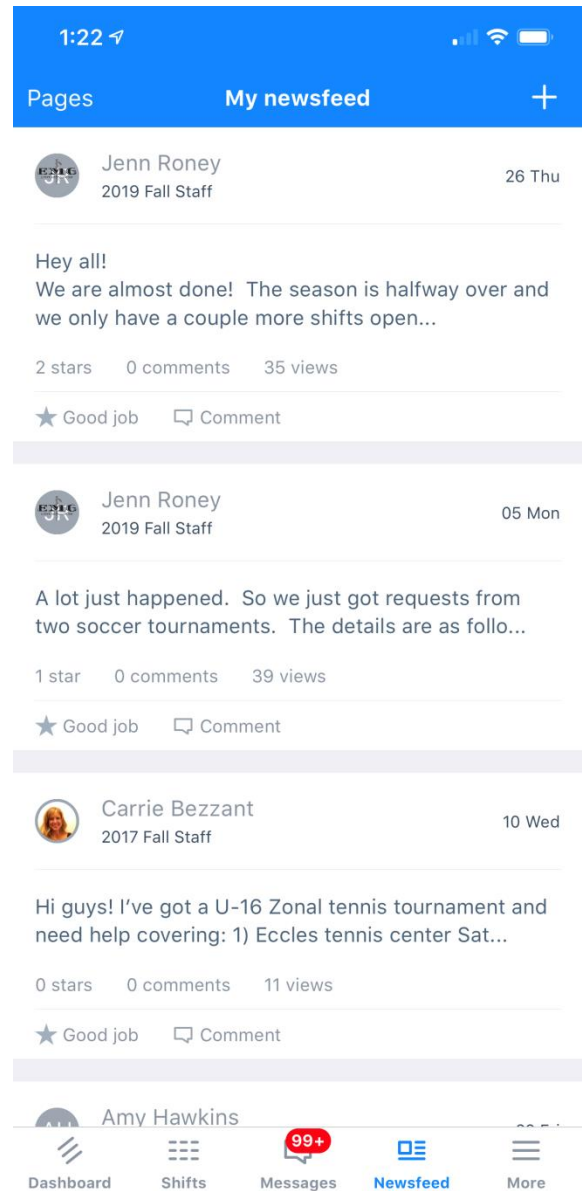 1:22
Pages
My newsfeed
Jenn Roney
2019 Fall Staff
26 Thu
Hey all!
We are almost done!  The season is halfway over and
we only have a couple more shifts open...
2 stars 0 comments 35 views
Good job Comment
Jenn Roney
2019 Fall Staff
05 Mon
A lot just happened.  So we just got requests from
two soccer tournaments.  The details are as follo...
1 star 0 comments 39 views
Good job Comment
Carrie Bezzant
2017 Fall Staff
10 Wed
Hi guys! I've got a U-16 Zonal tennis tournament and
need help covering: 1) Eccles tennis center Sat...
0 stars 0 comments 11 views
Good job Comment
Amy Hawkins
99+
Dashboard Shifts Messages Newsfeed More